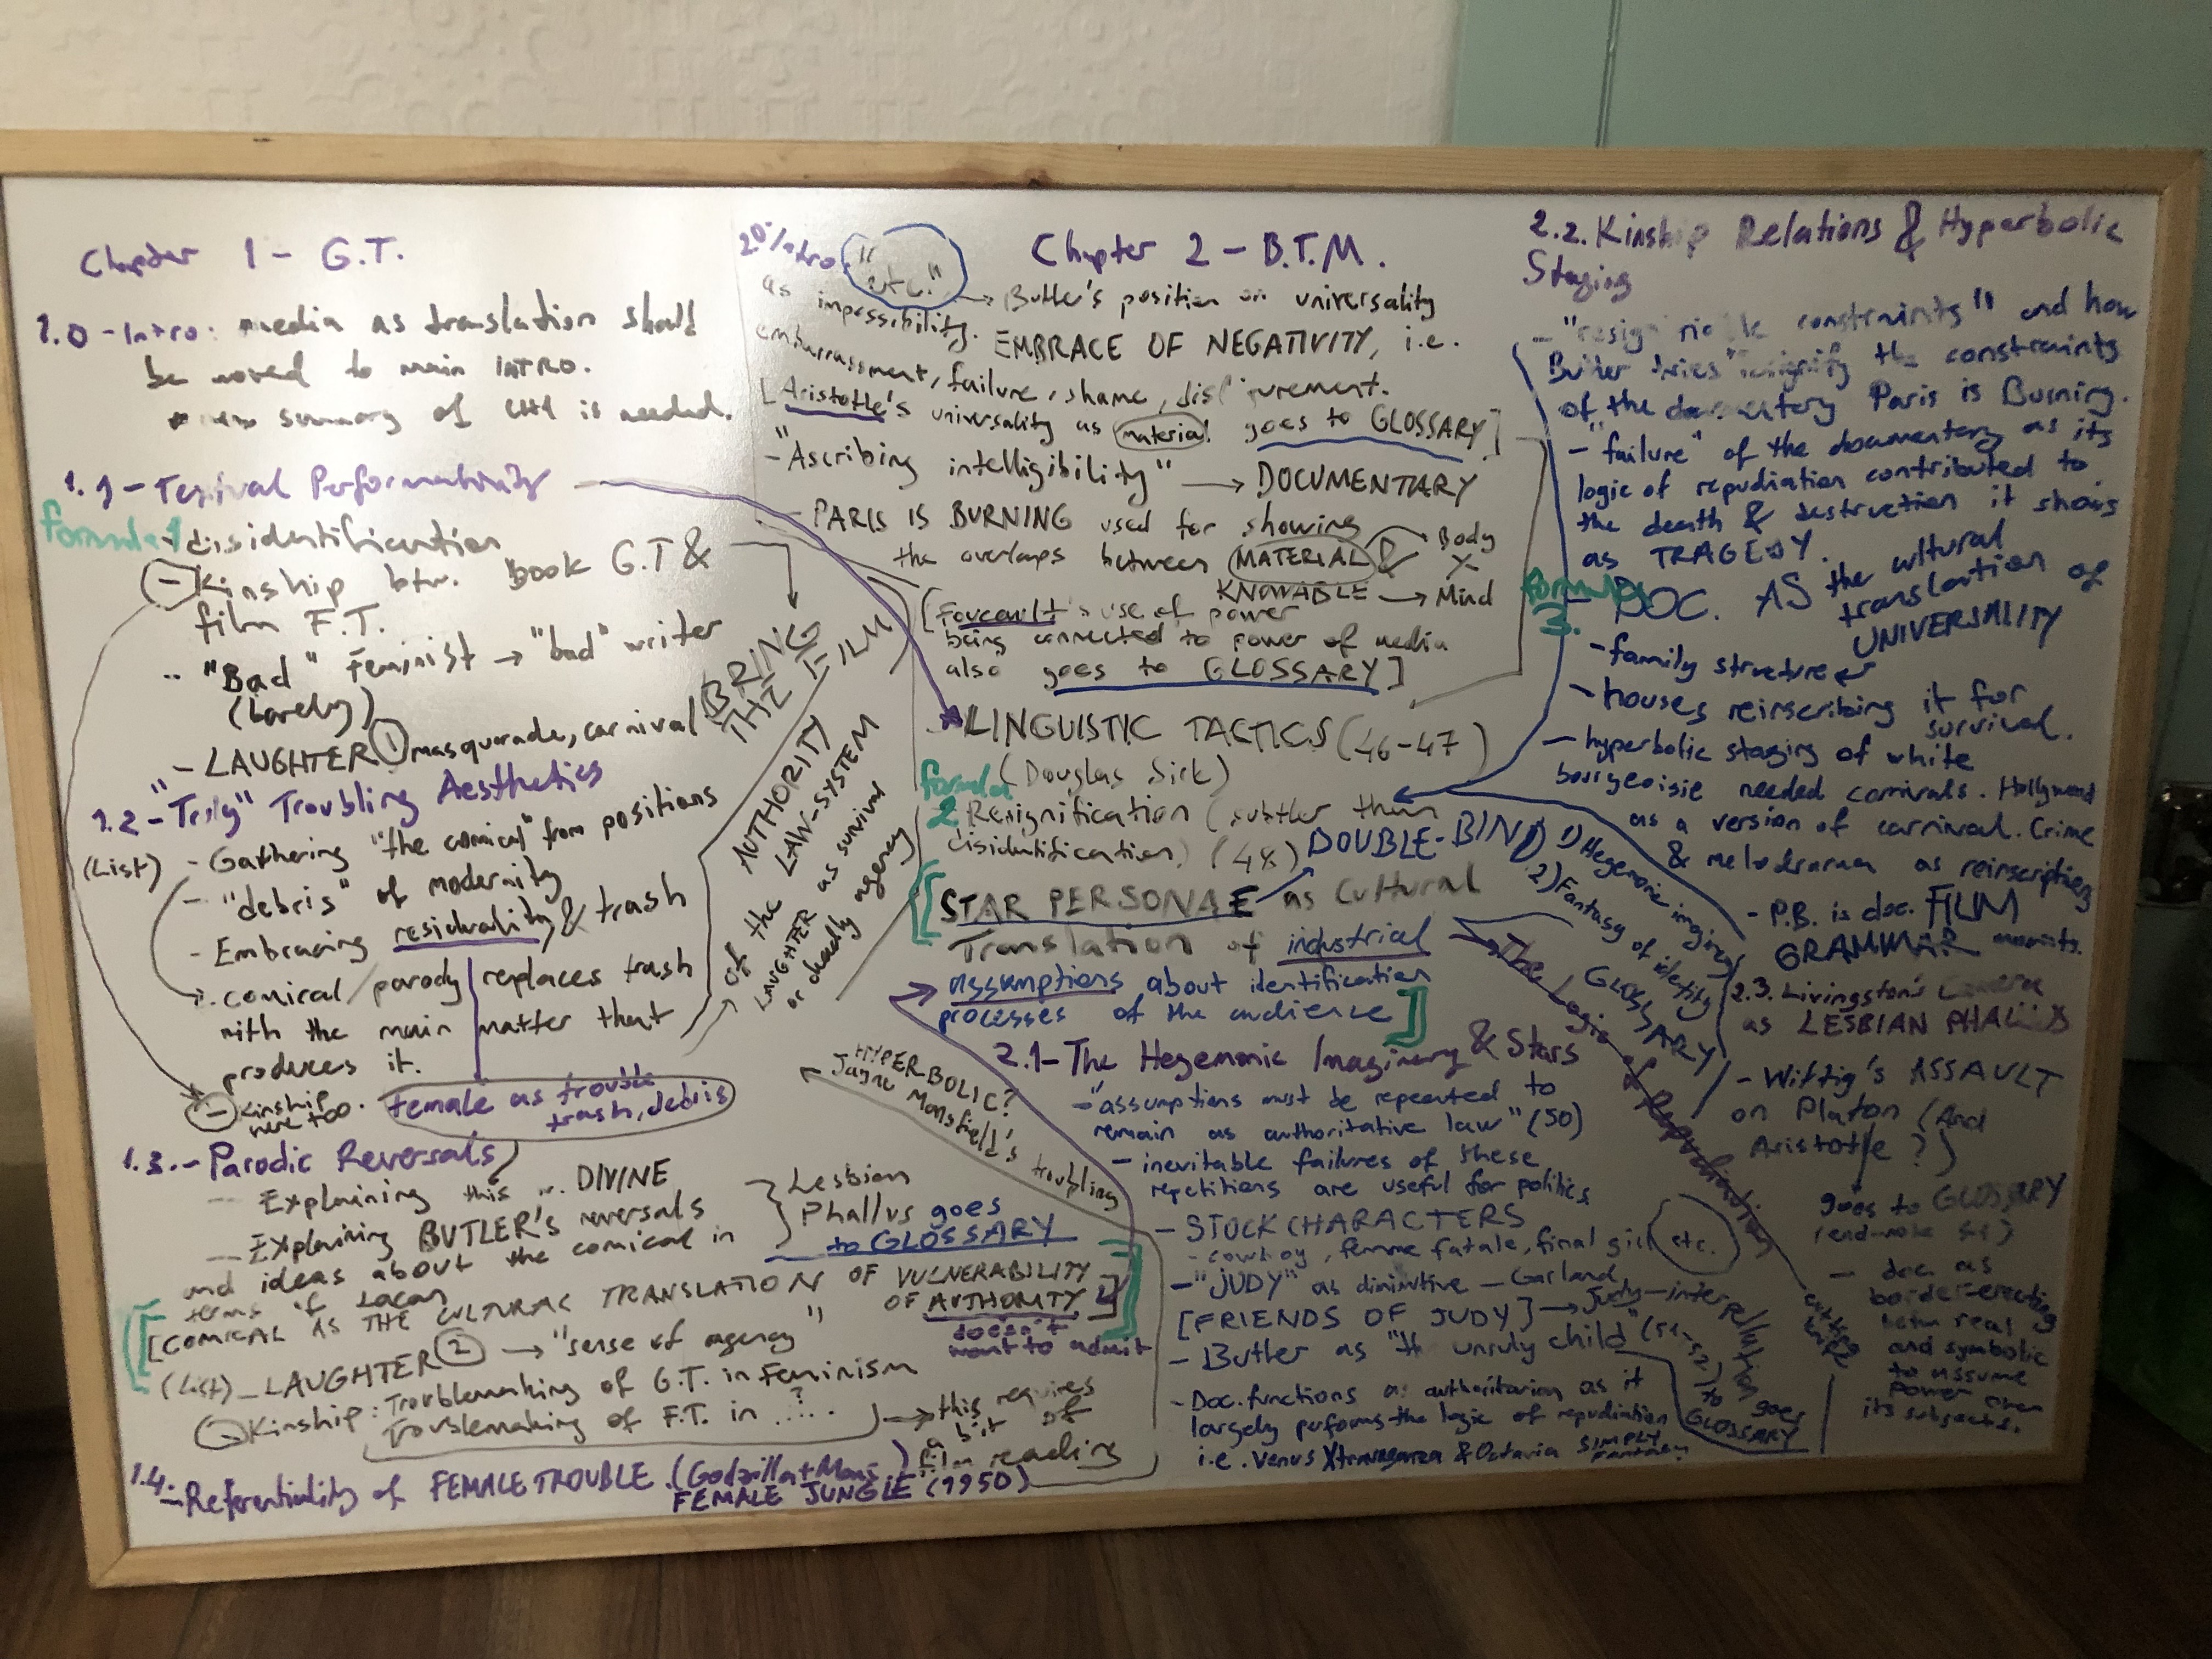 Chapter 1 - G.T.
1.0 - Intro: media as translation should
be moved to main INTRO.
new summary of CH1 is needed.
1.1 - Textual Performativity
formula 1
- disidentification
- Kinship btw. Book G.T &
film F.T.
-- "Bad" Feminist → "bad" writer
(barely)
- LAUGHTER ① masquerade, carnival
BRING
THE FILM
1.2 - "Truly" Troubling Aesthetics
(List) - Gathering "the comical" from positions
- "debris" of modernity
- Embracing residuality & trash
- comical/parody replaces trash
with the main matter that
produces it.
- Kinship
here too.
Female as trouble
trash, debris
AUTHORITY
of the LAW-SYSTEM
LAUGHTER as survival
or deadly agency
1.3. - Parodic Reversals
-- Explaining this w. DIVINE
-- Explaining BUTLER's reversals
and ideas about the comical in
terms of Lacan
Lesbian
Phallus goes
to GLOSSARY
[COMICAL AS THE CULTURAL TRANSLATION OF VULNERABILITY
OF AUTHORITY]
doesn't
want to admit
(List) - LAUGHTER ② → "sense of agency"
- Kinship: Troublemaking of G.T. in Feminism
Troublemaking of F.T. in ..?..
→ this requires
a bit of
film reading
1.4. - Referentiality of FEMALE TROUBLE. (Godzilla +
FEMALE JUNGLE (1950)
HYPERBOLIC?
Jayne Mansfield's troubling
2.0 Intro "etc."
Chapter 2 - B.T.M.
→ Butler's position on universality
as impossibility. EMBRACE OF NEGATIVITY, i.e.
embarrassment, failure, shame, disfigurement.
[Aristotle's universality as material goes to GLOSSARY]
- "Ascribing intelligibility" → DOCUMENTARY
- PARIS IS BURNING used for showing
the overlaps between MATERIAL &
KNOWABLE → Mind
Body
X
[Foucault's use of power
being connected to power of media
also goes to GLOSSARY]
LINGUISTIC TACTICS (46-47)
(Douglas Sirk)
formula
2 Resignification (subtler than
disidentification) (48)
DOUBLE-BIND 1) Hegemonic imaginary
2) Fantasy of identity
GLOSSARY
[STAR PERSONAE as Cultural
Translation of industrial
assumptions about identification
processes of the audience]
The Logic of Repudiation
2.1 - The Hegemonic Imaginary & Stars
- "assumptions must be repeated to
remain as authoritative law" (50)
- inevitable failures of these
repetitions are useful for politics
- STOCK CHARACTERS
- cowboy, femme fatale, final girl etc.
- "JUDY" as diminutive - Garland
[FRIENDS OF JUDY] → Judy-interpellation goes
to GLOSSARY
- Butler as "the unruly child" (51-52)
- Doc. functions as authoritarian as it
largely performs the logic of repudiation
i.e. Venus Xtravaganza & Octavia SIMPLY
FANTASY
2.2. Kinship Relations & Hyperbolic
Staging
constraints" and how
Butler tries the constraints
of the documentary Paris is Burning.
- "failure" of the documentary as its
logic of repudiation contributed to
the death & destruction it shows
as TRAGEDY.
formula
3.
- DOC. AS the cultural
translation of
UNIVERSALITY
- family structure
- houses reinscribing it for
survival.
- hyperbolic staging of white
bourgeoisie needed carnivals. Hollywood
as a version of carnival. Crime
& melodrama as reinscription
- P.B. is doc. FILM
GRAMMAR
2.3. Livingston's Camera
as LESBIAN PHALLUS
- Wittig's ASSAULT
on Platon (And
Aristotle?)
goes to GLOSSARY
- doc. as
border-erecting
betw real
and symbolic
to assume
power over
its subjects.